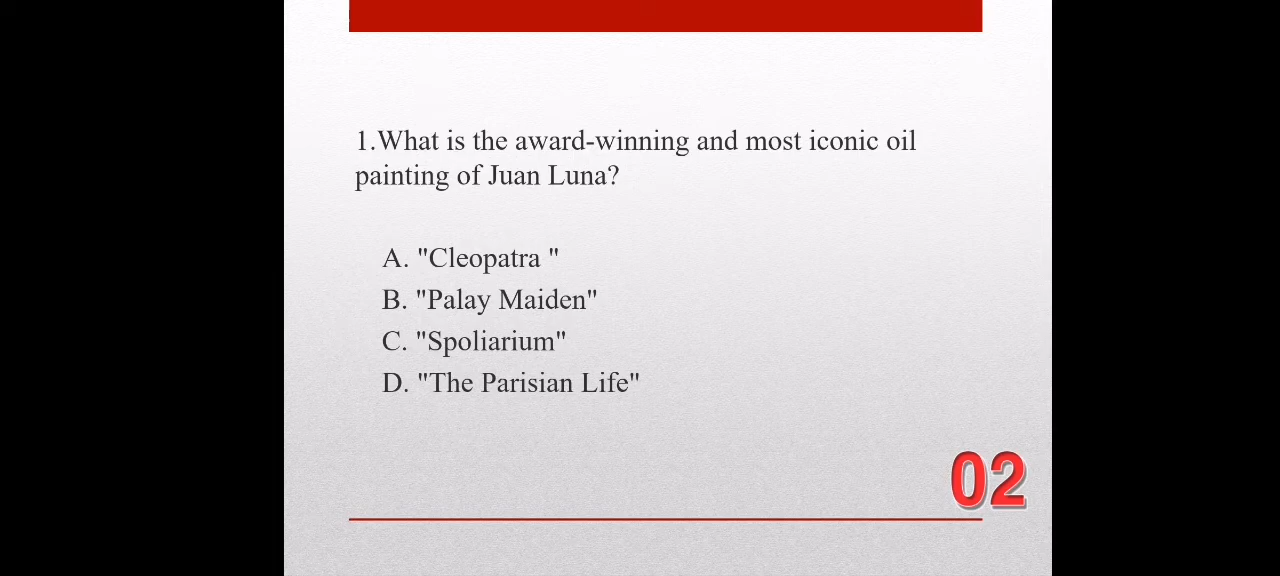 1.What is the award-winning and most iconic oil
painting of Juan Luna?
A. "Cleopatra "
B. "Palay Maiden"
C. "Spoliarium"
D. "The Parisian Life"
02